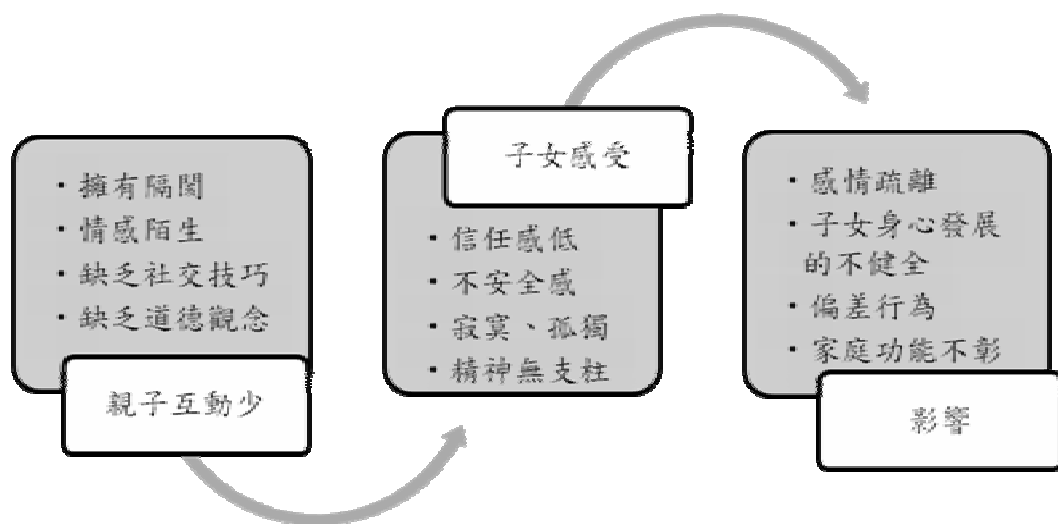 ・擁有隔閡
・情感陌生
・缺乏社交技巧
・缺乏道德觀念
親子互動少
子女感受
・信任感低
・不安全感
・寂寞、孤獨
・精神無支柱
・感情疏離
・子女身心發展
的不健全
・偏差行為
・家庭功能不彰
影響